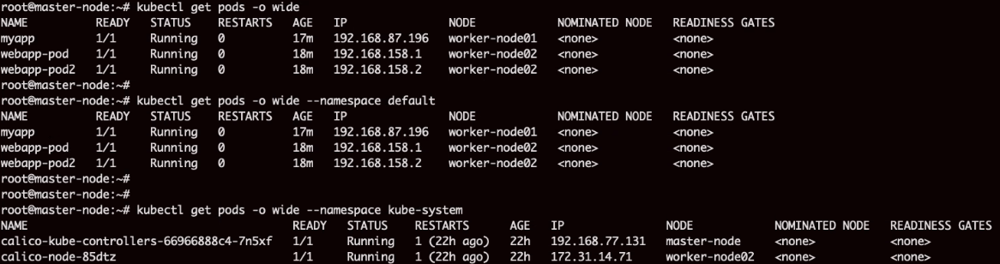 root@master-node:~# kubectl get pods -o wide
NAME READY STATUS RESTARTS AGE IP NODE NOMINATED NODE READINESS GATES
myapp 1/1 Running 0 17m 192.168.87.196 worker-node01 <none> <none>
webapp-pod 1/1 Running 0 18m 192.168.158.1 worker-node02 <none> <none>
webapp-pod2 1/1 Running 0 18m 192.168.158.2 worker-node02 <none> <none>
root@master-node:~#
root@master-node:~# kubectl get pods -o wide --namespace default
NAME READY STATUS RESTARTS AGE IP NODE NOMINATED NODE READINESS GATES
myapp 1/1 Running 0 17m 192.168.87.196 worker-node01 <none> <none>
webapp-pod 1/1 Running 0 18m 192.168.158.1 worker-node02 <none> <none>
webapp-pod2 1/1 Running 0 18m 192.168.158.2 worker-node02 <none> <none>
root@master-node:~#
root@master-node:~#
root@master-node:~# kubectl get pods -o wide --namespace kube-system
NAME READY STATUS RESTARTS AGE IP NODE NOMINATED NODE READINESS GATES
calico-kube-controllers-66966888c4-7n5xf 1/1 Running 1 (22h ago) 22h 192.168.77.131 master-node <none> <none>
calico-node-85dtz 1/1 Running 1 (22h ago) 22h 172.31.14.71 worker-node02 <none> <none>